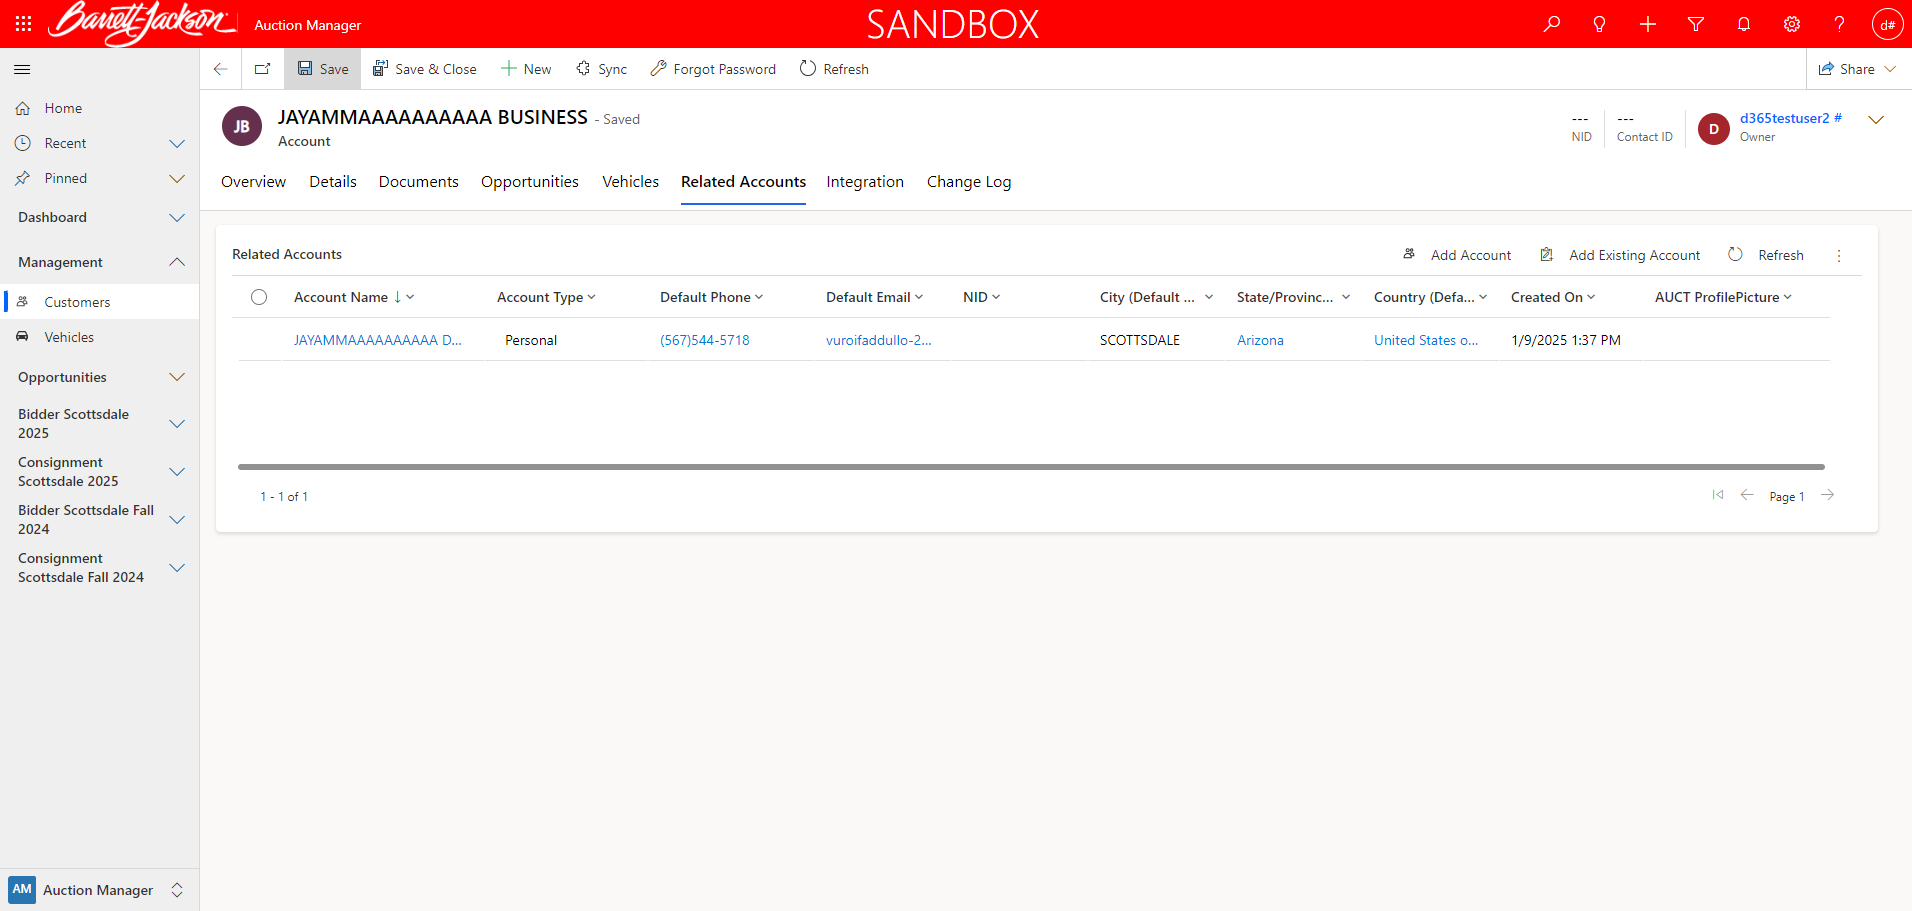 Barrett-Jackson
Auction Manager
SANDBOX
d#
Save
Save & Close
New
Sync
Forgot Password
Refresh
Share
Home
Recent
Pinned
Dashboard
Management
Customers
Vehicles
Opportunities
Bidder Scottsdale
2025
Consignment
Scottsdale 2025
Bidder Scottsdale Fall
2024
Consignment
Scottsdale Fall 2024
AM Auction Manager
JB
JAYAMMAAAAAAAAAA BUSINESS - Saved
Account
---
NID
---
Contact ID
D
d365testuser2 #
Owner
Overview Details Documents Opportunities Vehicles Related Accounts Integration Change Log
Related Accounts
Add Account
Add Existing Account
Refresh
Account Name Account Type Default Phone Default Email NID City (Default ... State/Provinc... Country (Defa... Created On AUCT ProfilePicture
JAYAMMAAAAAAAAAA D... Personal (567)544-5718 vuroifaddullo-2... SCOTTSDALE Arizona United States o... 1/9/2025 1:37 PM
1 - 1 of 1
Page 1